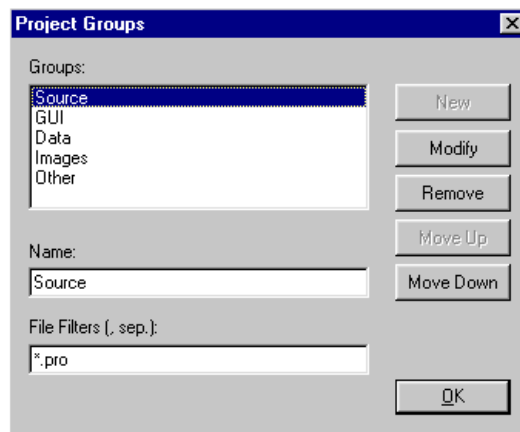 Project Groups
Groups:
Source
GUI
Data
Images
Other
New
Modify
Remove
Move Up
Move Down
Name:
Source
File Filters (, sep.):
*.pro
OK